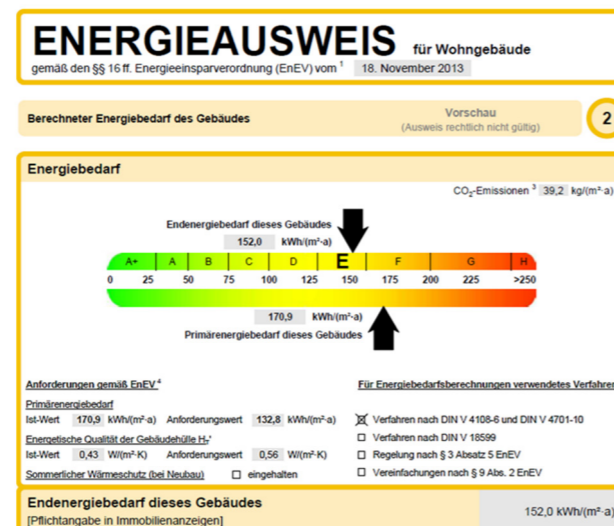 ENERGIEAUSWEIS für Wohngebäude
gemäß den §§ 16 ff. Energieeinsparverordnung (EnEV) vom ¹ 18. November 2013
Berechneter Energiebedarf des Gebäudes
Vorschau
(Ausweis rechtlich nicht gültig)
2
Energiebedarf
CO₂-Emissionen ³ 39,2 kg/(m²·a)
Endenergiebedarf dieses Gebäudes
152,0 kWh/(m²·a)
A+ A B C D E F G H
0 25 50 75 100 125 150 175 200 225 >250
170,9 kWh/(m²·a)
Primärenergiebedarf dieses Gebäudes
Anforderungen gemäß EnEV ⁴
Primärenergiebedarf
Ist-Wert 170,9 kWh/(m²·a) Anforderungswert 132,8 kWh/(m²·a)
Energetische Qualität der Gebäudehülle Hₜ'
Ist-Wert 0,43 W/(m²·K) Anforderungswert 0,56 W/(m²·K)
Sommerlicher Wärmeschutz (bei Neubau) ☐ eingehalten
Für Energiebedarfsberechnungen verwendetes Verfahren
☒ Verfahren nach DIN V 4108-6 und DIN V 4701-10
☐ Verfahren nach DIN V 18599
☐ Regelung nach § 3 Absatz 5 EnEV
☐ Vereinfachungen nach § 9 Abs. 2 EnEV
Endenergiebedarf dieses Gebäudes
[Pflichtangabe in Immobilienanzeigen]
152,0 kWh/(m²·a)